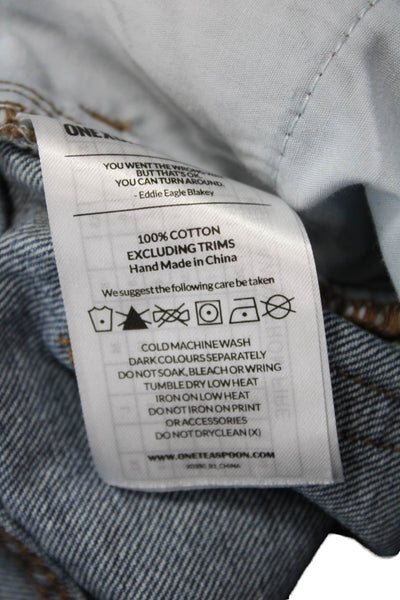 YOU WENT THE
BUT THAT'S OK
YOU CAN TURN AROUND.
- Eddie Eagle Blakey
100% COTTON
EXCLUDING TRIMS
Hand Made in China
We suggest the following care be taken
COLD MACHINE WASH
DARK COLOURS SEPARATELY
DO NOT SOAK, BLEACH OR WRING
TUMBLE DRY LOW HEAT
IRON ON LOW HEAT
DO NOT IRON ON PRINT
OR ACCESSORIES
DO NOT DRYCLEAN (X)
WWW.ONETEASPOON.COM